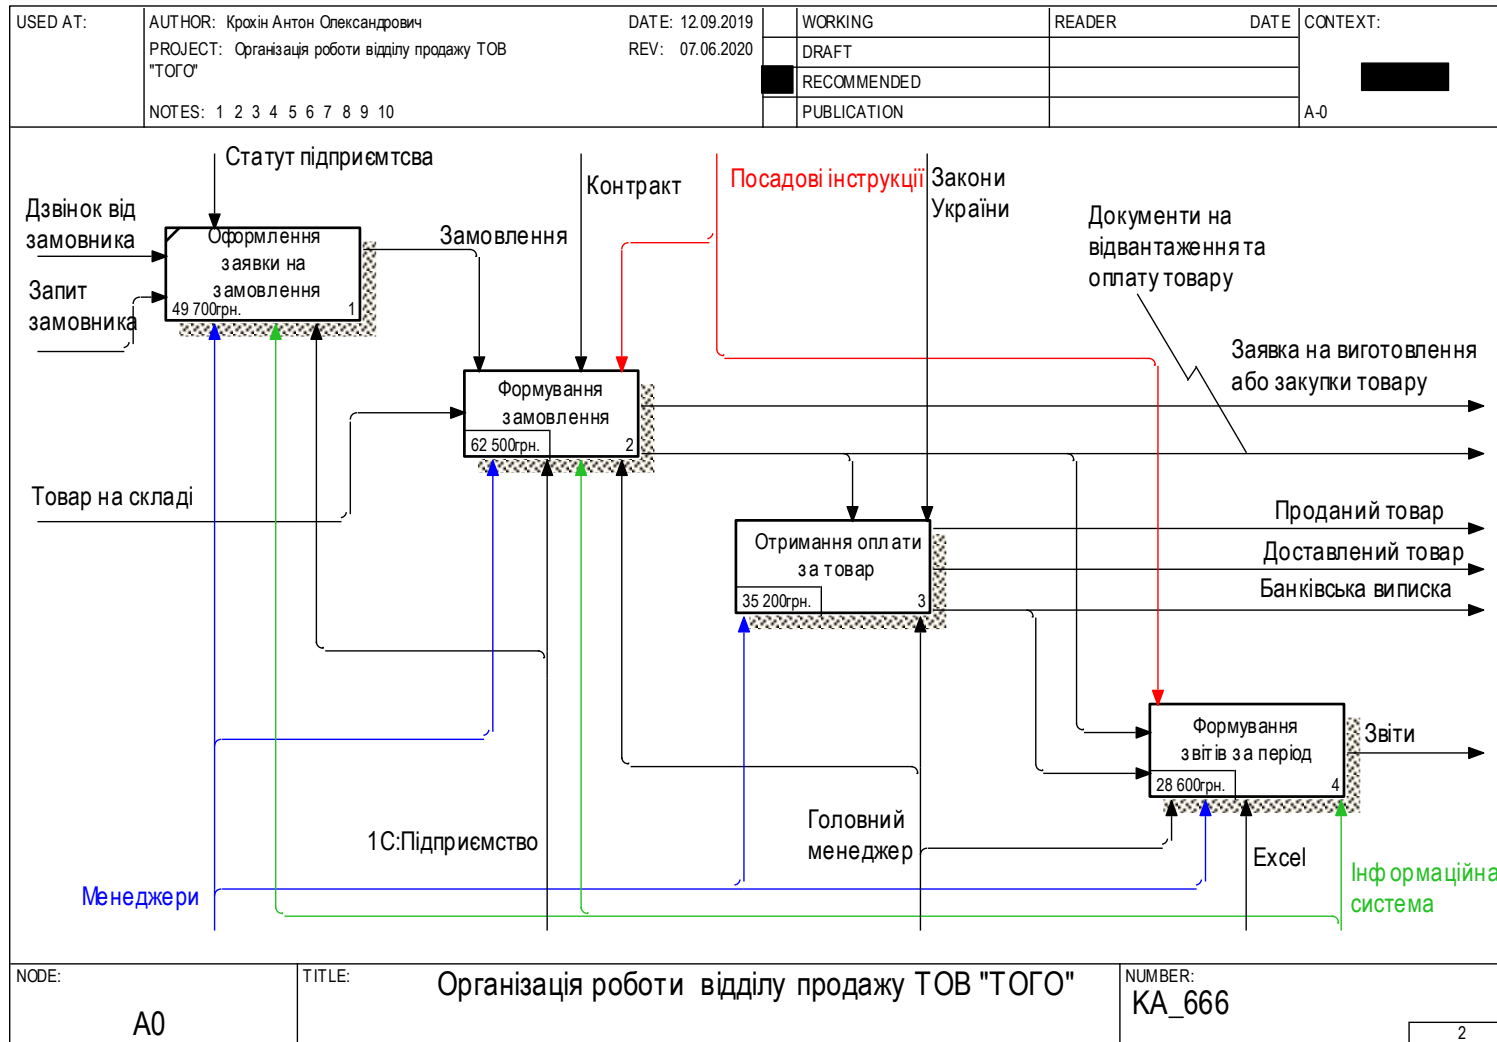 USED AT:
AUTHOR: Крохін Антон Олександрович
DATE: 12.09.2019
PROJECT: Організація роботи відділу продажу ТОВ
"ТОГО"
REV: 07.06.2020
NOTES: 1 2 3 4 5 6 7 8 9 10
WORKING
DRAFT
RECOMMENDED
PUBLICATION
READER
DATE
CONTEXT:
A-0
Статут підприємтсва
Контракт
Посадові інструкції
Закони
України
Дзвінок від
замовника
Запит
замовника
Оформлення
заявки на
замовлення
49 700грн.
1
Замовлення
Документи на
відвантаження та
оплату товару
Заявка на виготовлення
або закупки товару
Формування
замовлення
62 500грн.
2
Товар на складі
Отримання оплати
за товар
35 200грн.
3
Проданий товар
Доставлений товар
Банківська виписка
Формування
звітів за період
28 600грн.
4
Звіти
1С:Підприємство
Головний
менеджер
Excel
Менеджери
Інформаційна
система
NODE:
A0
TITLE:
Організація роботи відділу продажу ТОВ "ТОГО"
NUMBER:
КА_666
2